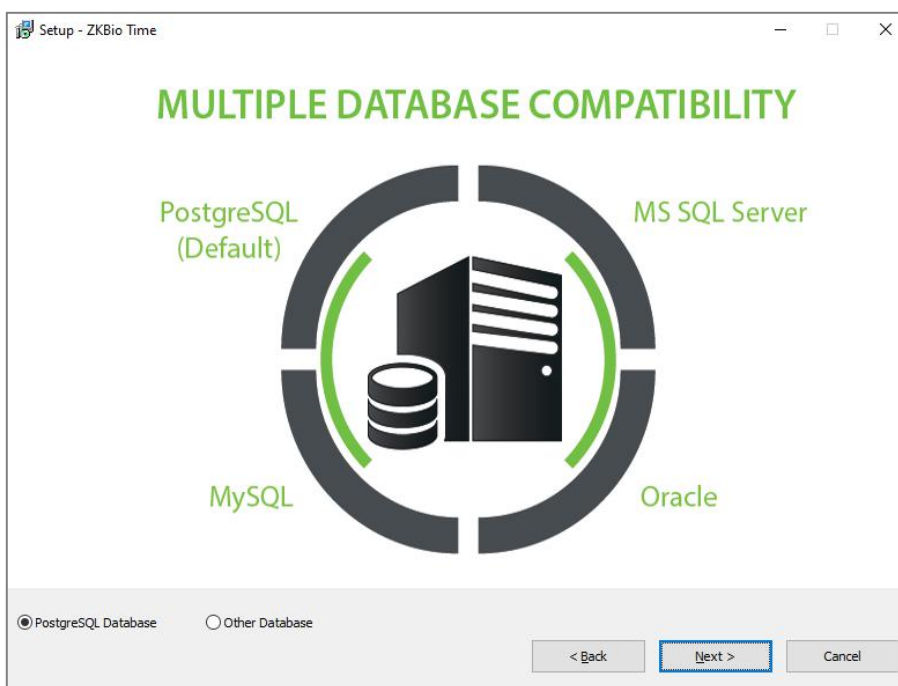 Setup - ZKBio Time
MULTIPLE DATABASE COMPATIBILITY
PostgreSQL
(Default)
MS SQL Server
MySQL
Oracle
PostgreSQL Database
Other Database
< Back
Next >
Cancel